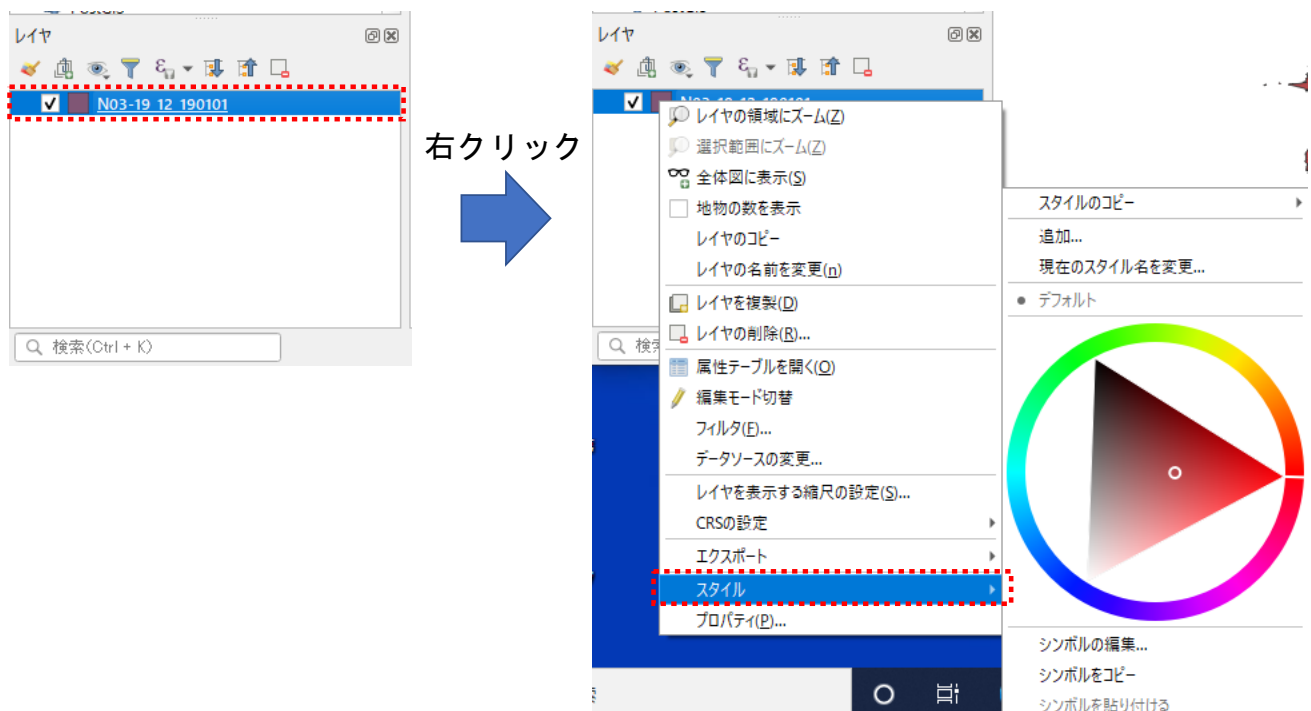 レイヤ
N03-19_12_190101
検索(Ctrl + K)
右クリック
レイヤ
レイヤの領域にズーム(Z)
選択範囲にズーム(Z)
全体図に表示(S)
地物の数を表示
レイヤのコピー
レイヤの名前を変更(n)
レイヤを複製(D)
レイヤの削除(R)...
属性テーブルを開く(O)
編集モード切替
フィルタ(F)...
データソースの変更...
レイヤを表示する縮尺の設定(S)...
CRSの設定
エクスポート
スタイル
プロパティ(P)...
スタイルのコピー
追加...
現在のスタイル名を変更...
デフォルト
シンボルの編集...
シンボルをコピー
シンボルを貼り付ける